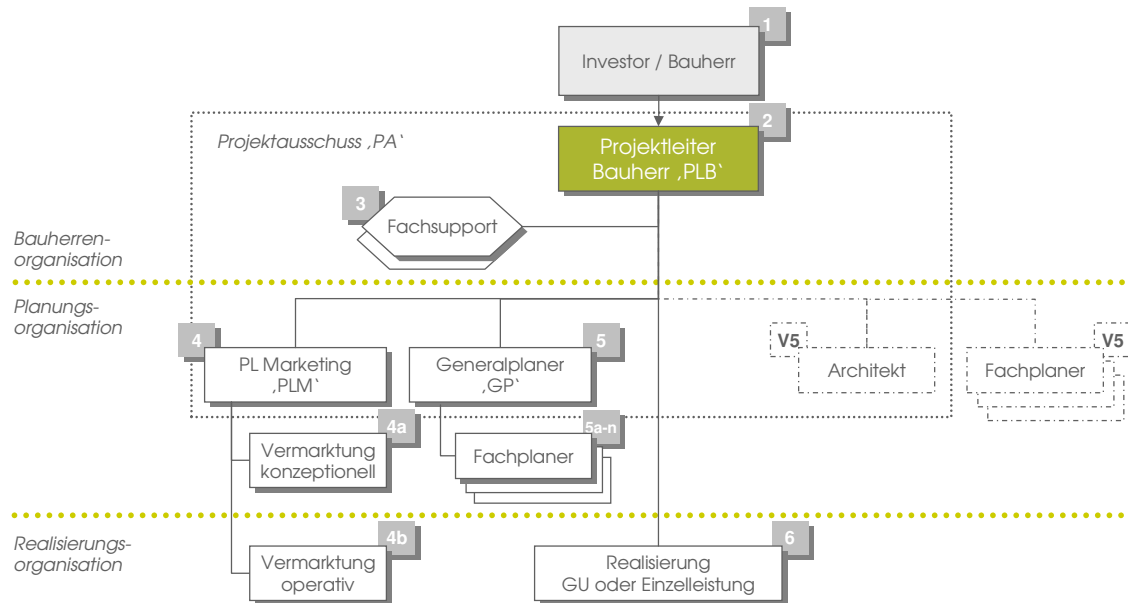 1
Investor / Bauherr
2
Projektausschuss ‚PA‘
Projektleiter
Bauherr ‚PLB‘
3
Fachsupport
Bauherren-
organisation
Planungs-
organisation
4
PL Marketing
‚PLM‘
5
Generalplaner
‚GP‘
V5
Architekt
V5
Fachplaner
4a
Vermarktung
konzeptionell
5a-n
Fachplaner
Realisierungs-
organisation
4b
Vermarktung
operativ
6
Realisierung
GU oder Einzelleistung